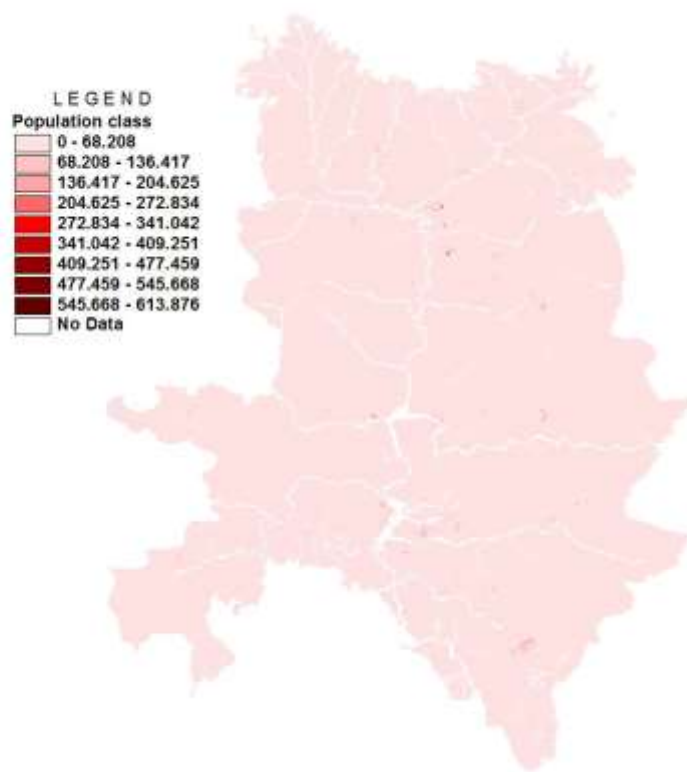 LEGEND
Population class
0 - 68.208
68.208 - 136.417
136.417 - 204.625
204.625 - 272.834
272.834 - 341.042
341.042 - 409.251
409.251 - 477.459
477.459 - 545.668
545.668 - 613.876
No Data